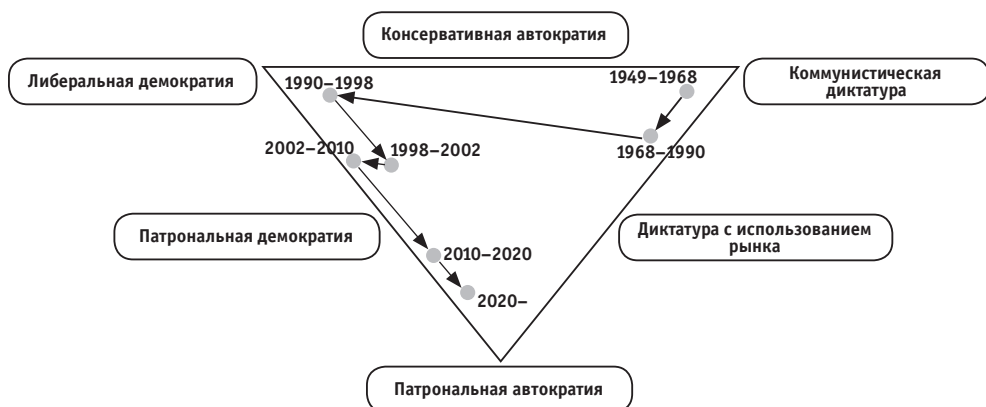 Консервативная автократия
Либеральная демократия
1990–1998
1949–1968
Коммунистическая
диктатура
2002–2010
1998–2002
1968–1990
Патрональная демократия
Диктатура с использованием
рынка
2010–2020
2020–
Патрональная автократия